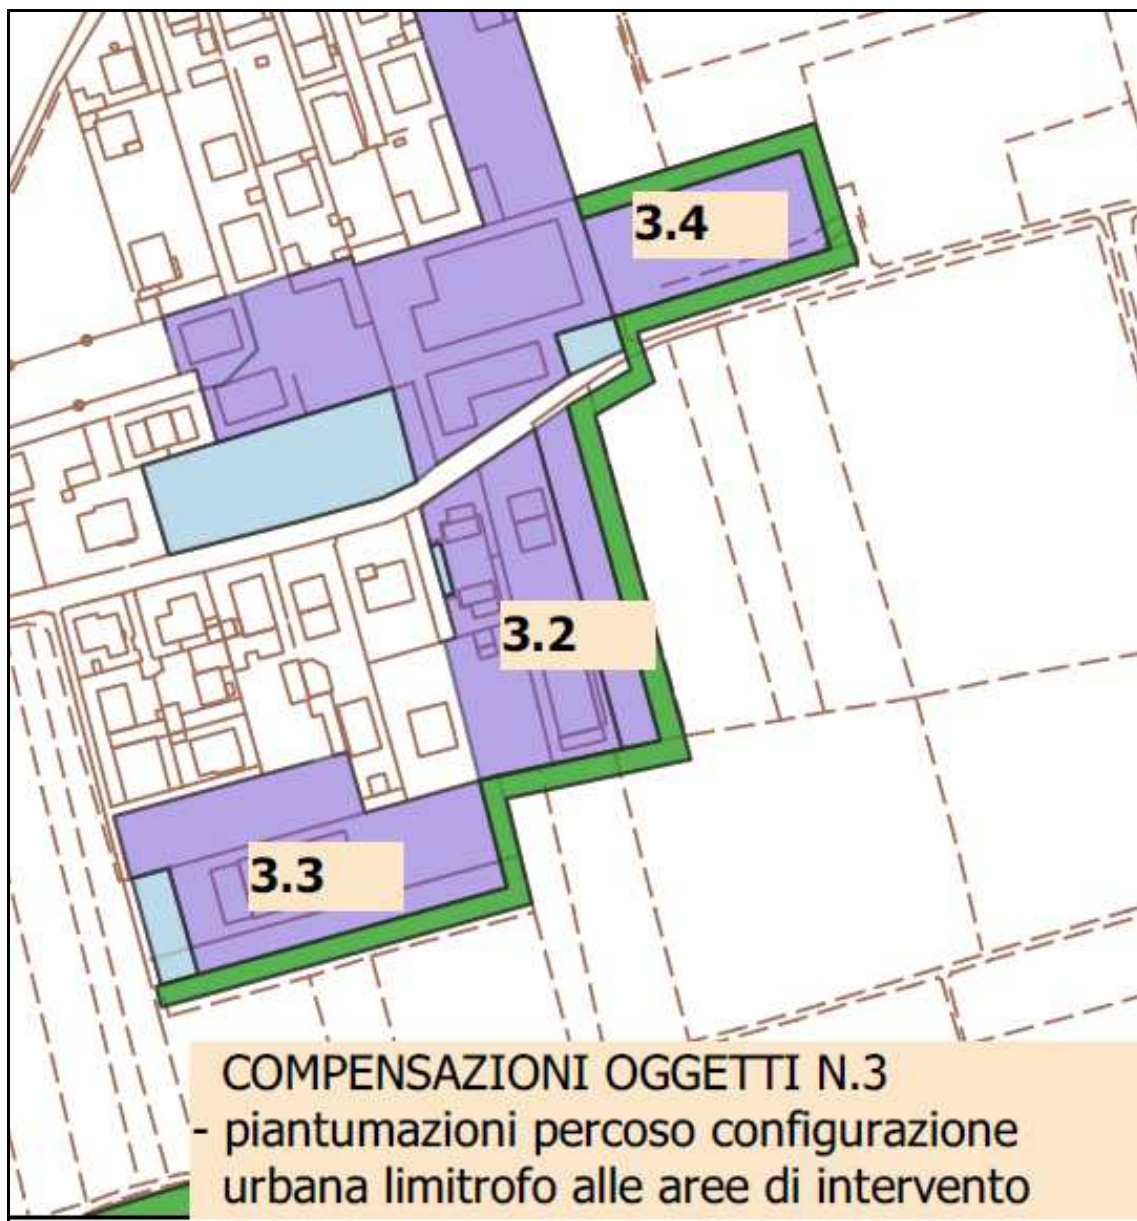 3.4
3.2
3.3
COMPENSAZIONI OGGETTI N.3
- piantumazioni percoso configurazione
urbana limitrofo alle aree di intervento